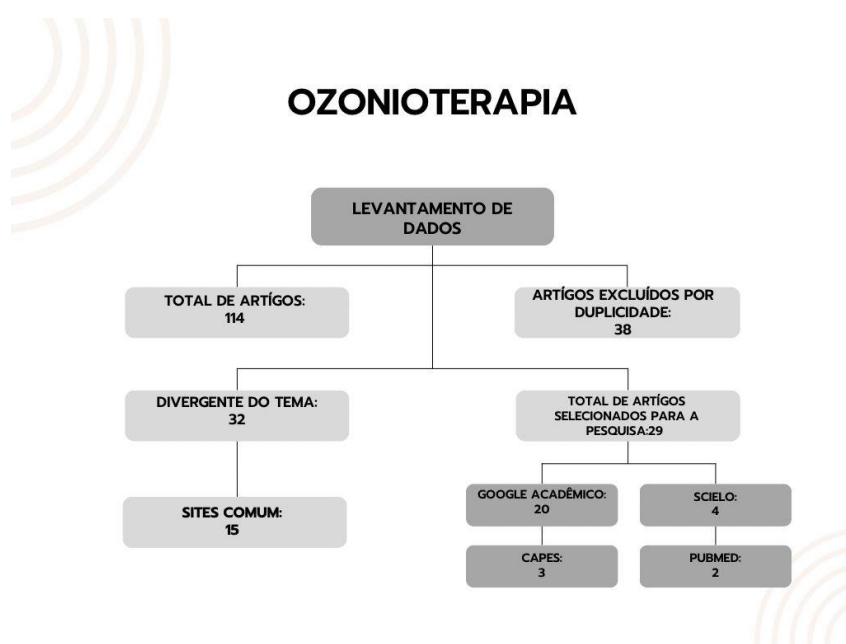 OZONIOTERAPIA
LEVANTAMENTO DE
DADOS
TOTAL DE ARTÍGOS:
114
ARTÍGOS EXCLUÍDOS POR
DUPLICIDADE:
38
DIVERGENTE DO TEMA:
32
TOTAL DE ARTÍGOS
SELECIONADOS PARA A
PESQUISA:29
SITES COMUM:
15
GOOGLE ACADÊMICO:
20
SCIELO:
4
CAPES:
3
PUBMED:
2